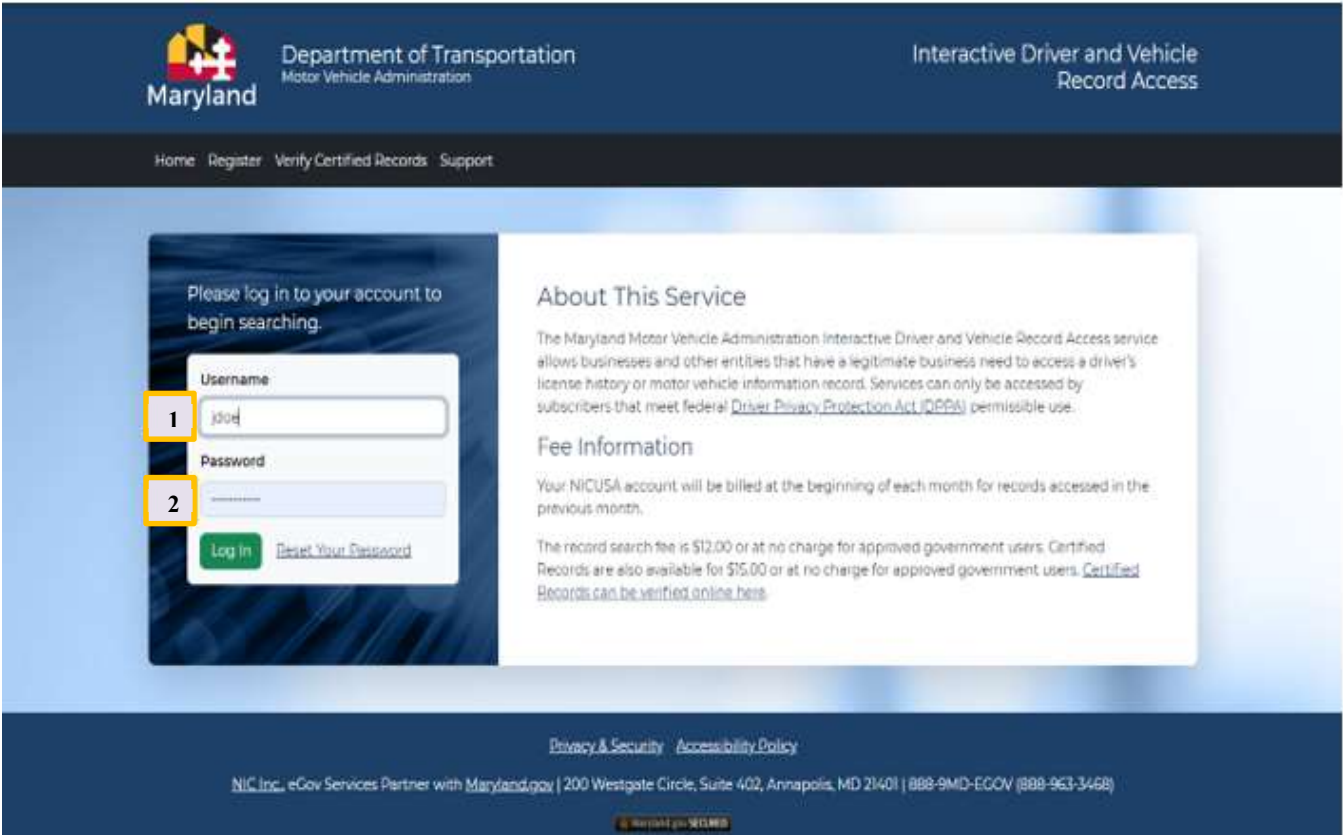 Maryland
Department of Transportation
Motor Vehicle Administration
Interactive Driver and Vehicle
Record Access
Home Register Verify Certified Records Support
Please log in to your account to
begin searching.
Username
1
jdoe
Password
2
Log In Reset Your Password
About This Service
The Maryland Motor Vehicle Administration Interactive Driver and Vehicle Record Access service
allows businesses and other entities that have a legitimate business need to access a driver's
license history or motor vehicle information record. Services can only be accessed by
subscribers that meet federal Driver Privacy Protection Act (DPPA) permissible use.
Fee Information
Your NICUSA account will be billed at the beginning of each month for records accessed in the
previous month.
The record search fee is $12.00 or at no charge for approved government users. Certified
Records are also available for $15.00 or at no charge for approved government users. Certified
Records can be verified online here.
Privacy & Security Accessibility Policy
NIC Inc., eGov Services Partner with Maryland.gov | 200 Westgate Circle, Suite 402, Annapolis, MD 21401 | 888-9MD-EGOV (888-963-3468)
Maryland.gov SECURED